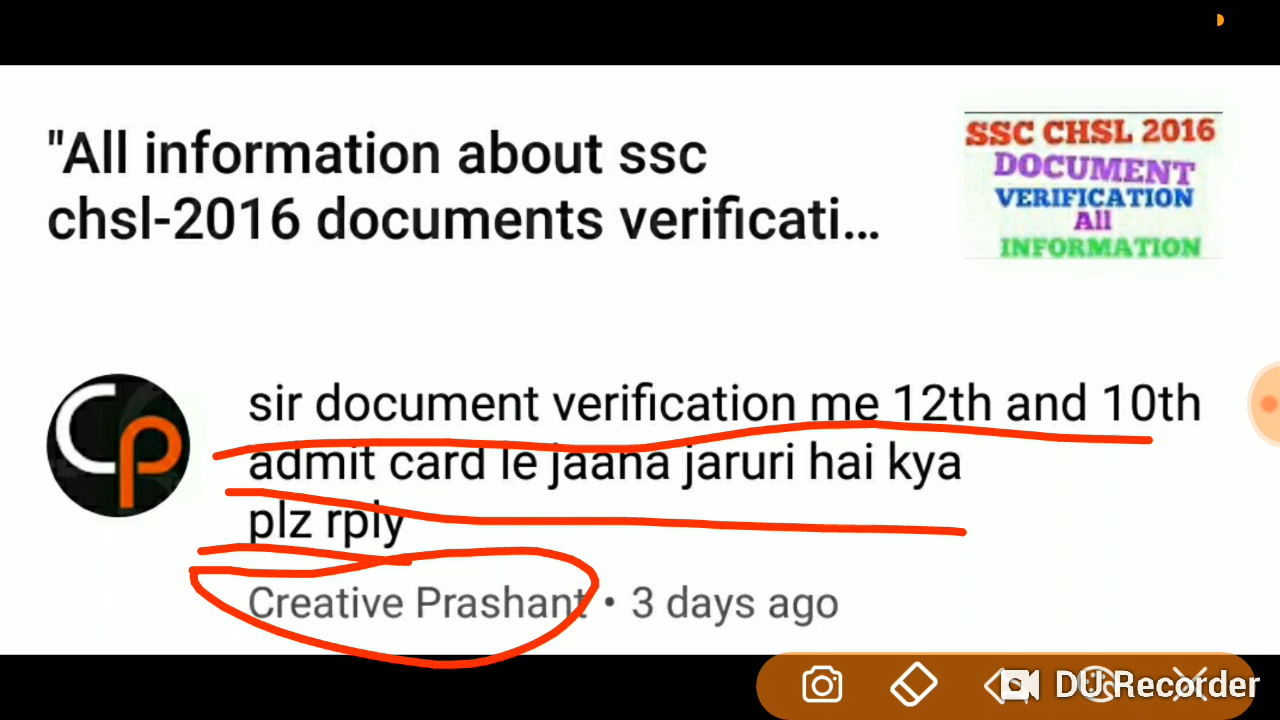 "All information about ssc
chsl-2016 documents verificati...
SSC CHSL 2016
DOCUMENT
VERIFICATION
All
INFORMATION
CP
sir document verification me 12th and 10th
admit card le jaana jaruri hai kya
plz rply
Creative Prashant • 3 days ago
DU Recorder